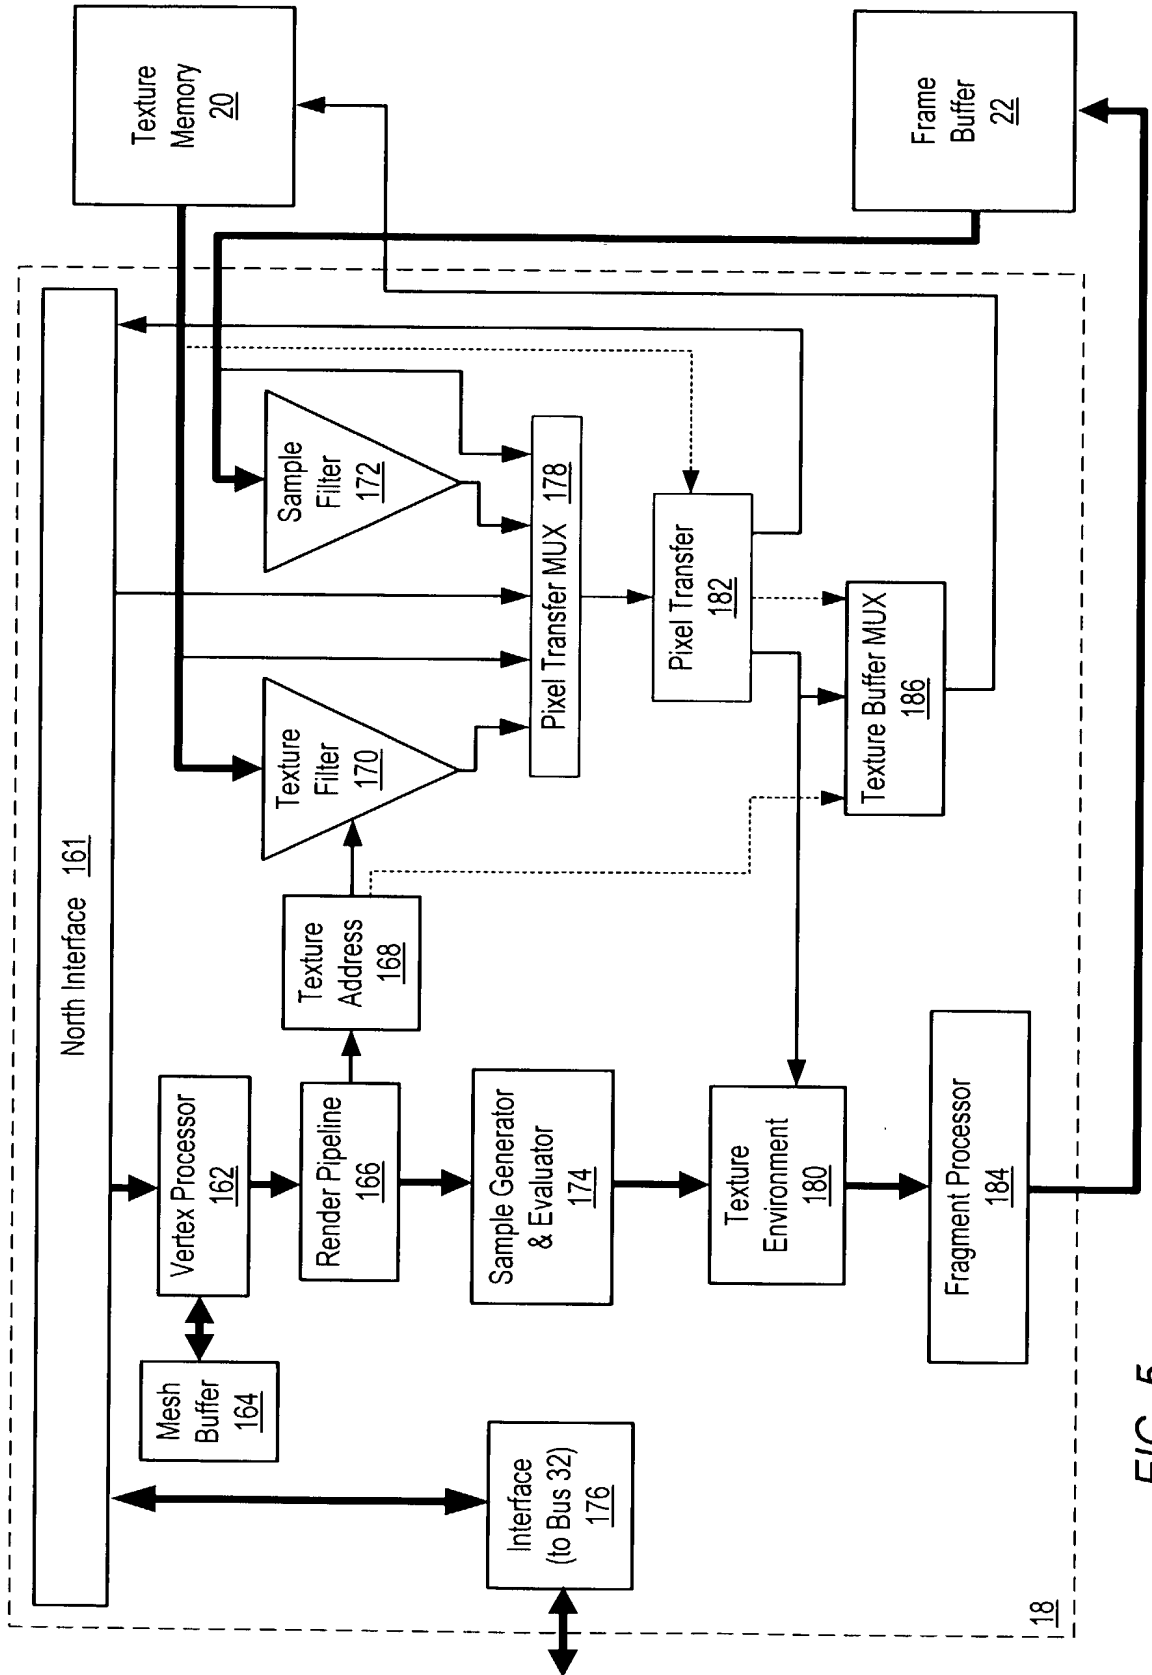 North Interface 161
Texture
Memory
20
Mesh
Buffer
164
Vertex Processor
162
Render Pipeline
166
Texture
Address
168
Texture
Filter
170
Sample
Filter
172
Interface
(to Bus 32)
176
Sample Generator
& Evaluator
174
Pixel Transfer MUX 178
Texture
Environment
180
Pixel Transfer
182
Fragment Processor
184
Texture Buffer MUX
186
Frame
Buffer
22
18
FIG. 5